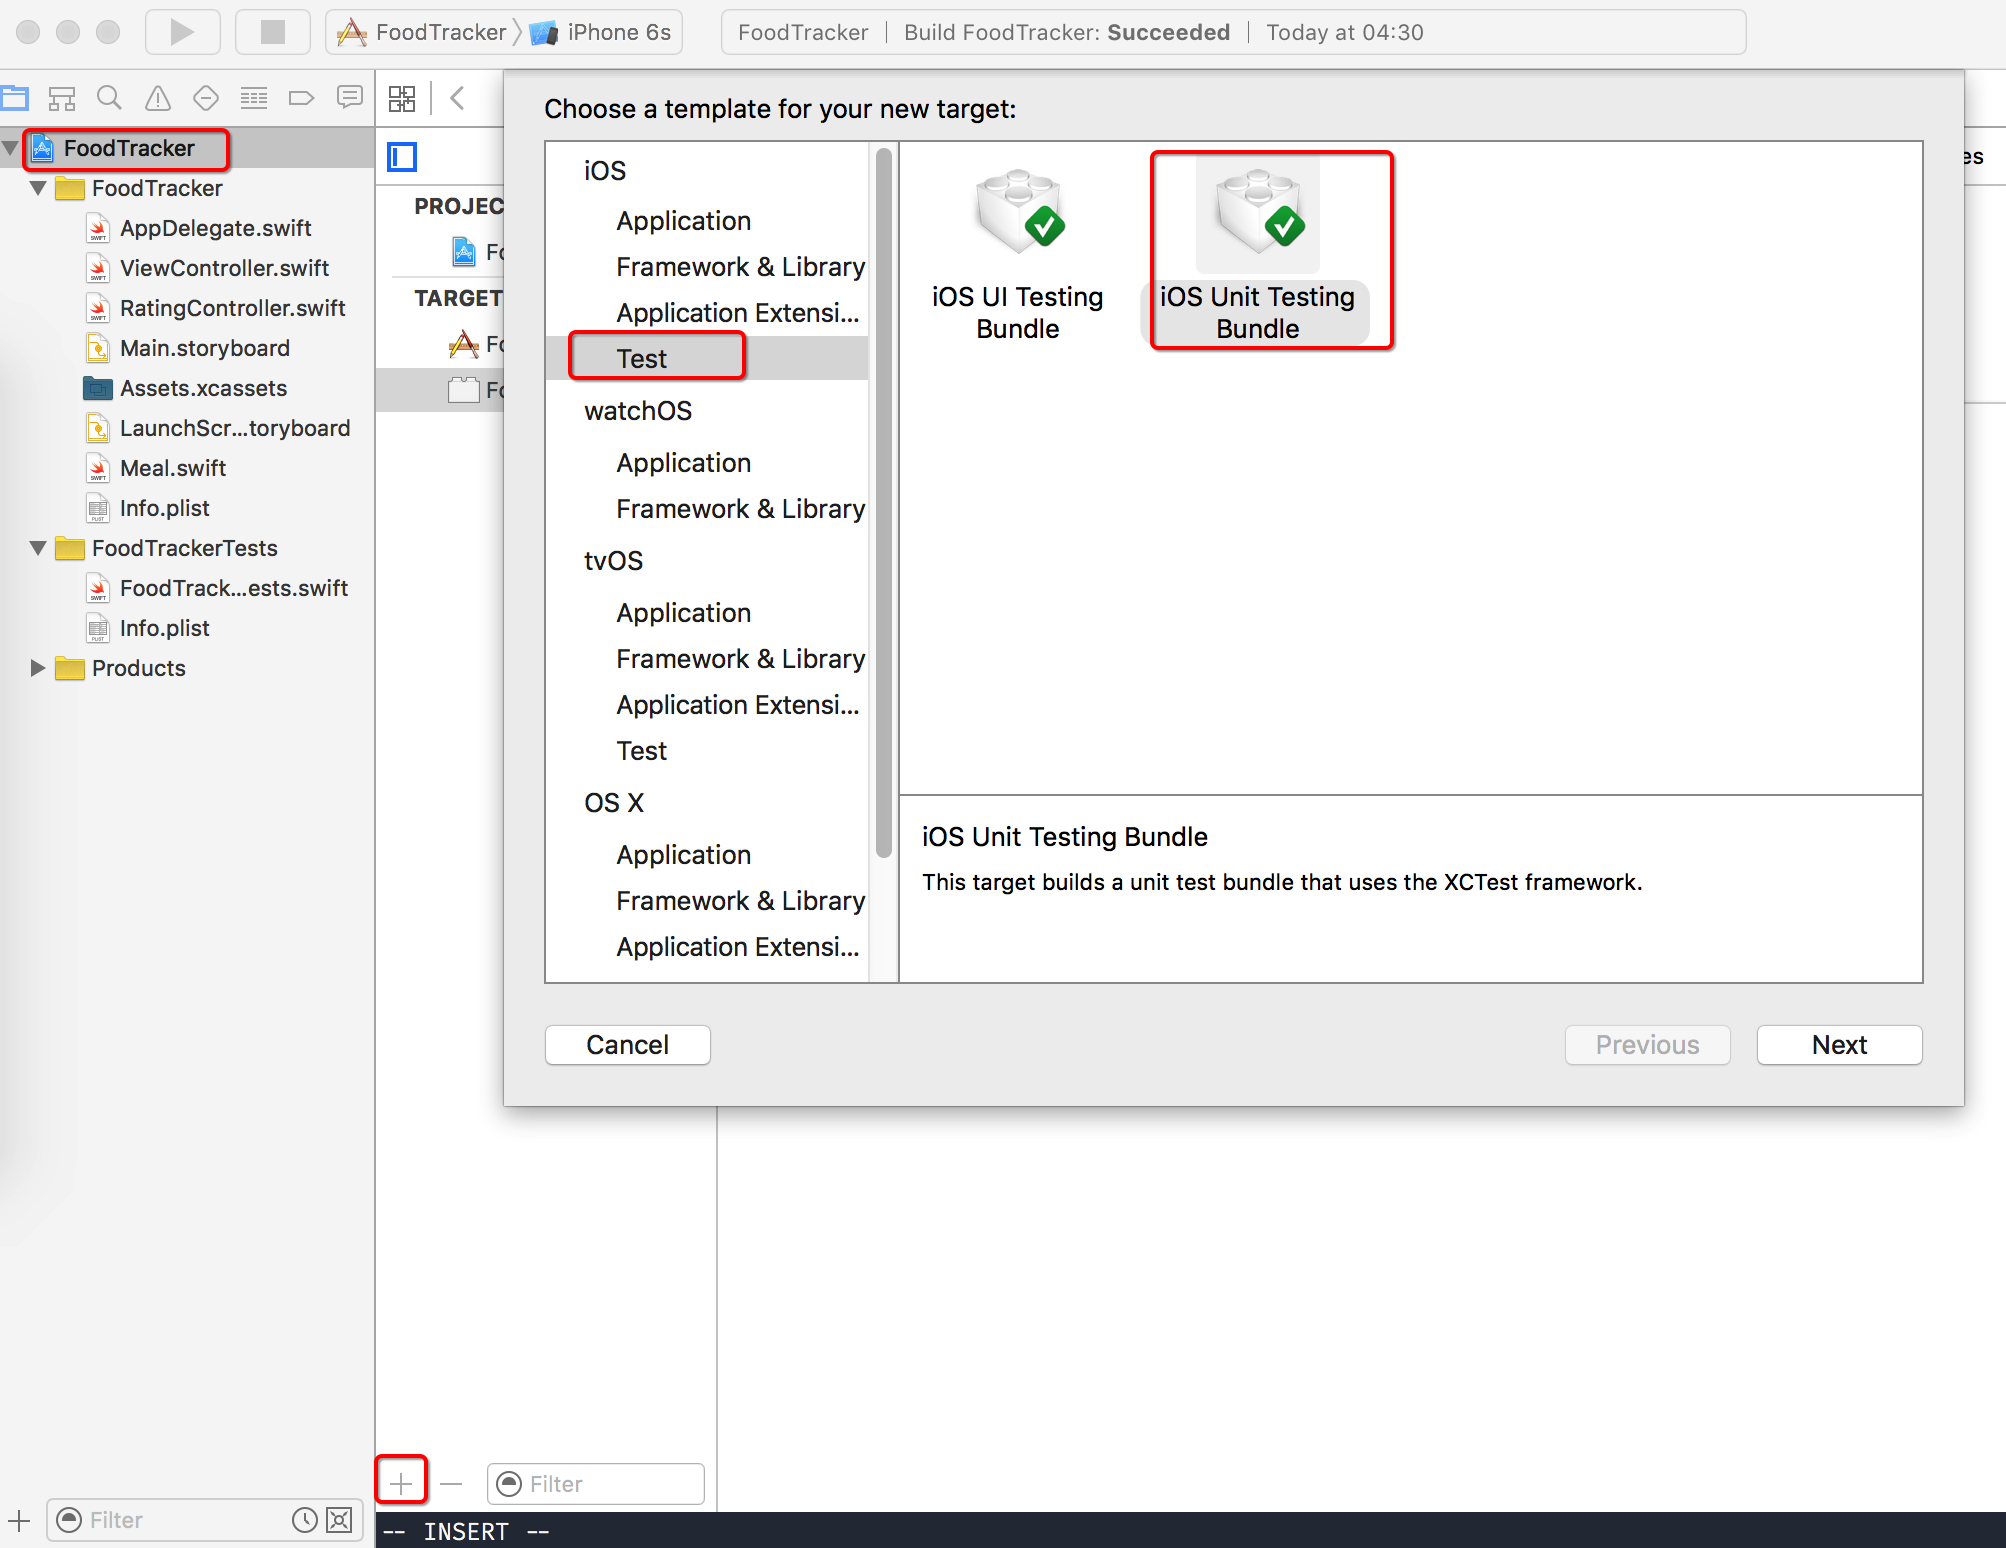 FoodTracker
iPhone 6s
FoodTracker | Build FoodTracker: Succeeded | Today at 04:30
FoodTracker
FoodTracker
AppDelegate.swift
ViewController.swift
RatingController.swift
Main.storyboard
Assets.xcassets
LaunchScr...toryboard
Meal.swift
Info.plist
FoodTrackerTests
FoodTrack...ests.swift
Info.plist
Products
Filter
PROJEC
Fo
TARGET
Fo
Fo
Filter
-- INSERT --
Choose a template for your new target:
iOS
Application
Framework & Library
Application Extensi...
Test
watchOS
Application
Framework & Library
tvOS
Application
Framework & Library
Application Extensi...
Test
OS X
Application
Framework & Library
Application Extensi...
iOS UI Testing
Bundle
iOS Unit Testing
Bundle
iOS Unit Testing Bundle
This target builds a unit test bundle that uses the XCTest framework.
Cancel
Previous
Next
es